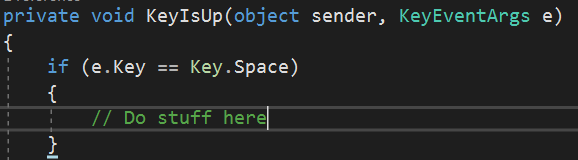 private void KeyIsUp(object sender, KeyEventArgs e)
{
if (e.Key == Key.Space)
{
// Do stuff here
}